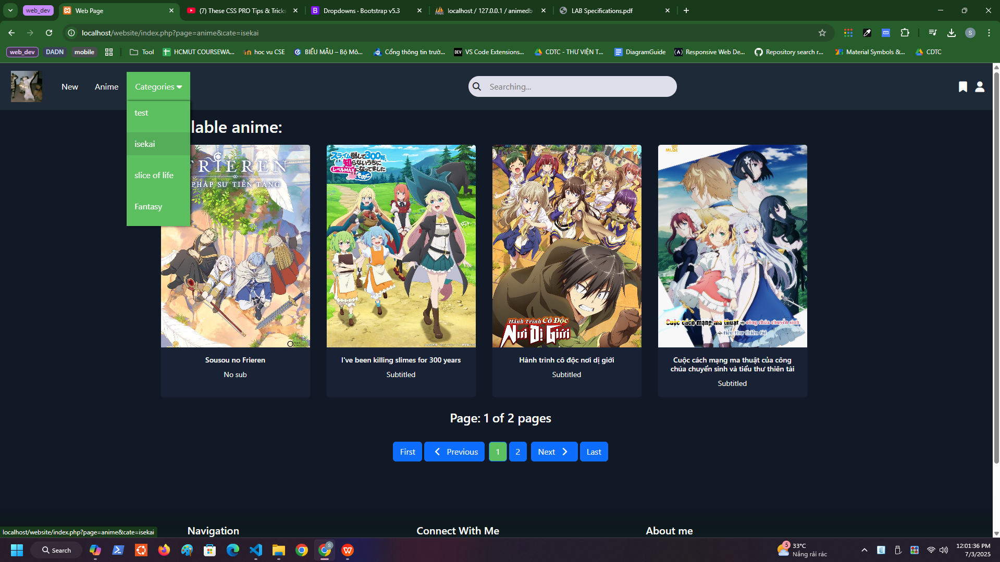 web_dev
Web Page
(7) These CSS PRO Tips & Tricks
Dropdowns · Bootstrap v5.3
localhost / 127.0.0.1 / animedb
LAB Specifications.pdf
localhost/website/index.php?page=anime&cate=isekai
S
web_dev
DADN
mobile
Tool
HCMUT COURSEWA...
hoc vu CSE
BIỂU MẪU – Bộ Mô...
Cổng thông tin trườ...
DEV
VS Code Extensions...
CDTC - THƯ VIỆN T...
DiagramGuide
Responsive Web De...
Repository search r...
Material Symbols &...
CDTC
New
Anime
Categories
Searching...
test
isekai
slice of life
Fantasy
lable anime:
FRIEREN
PHÁP SƯ TIỄN TÁNG
スライム倒して300年、
知らないうちに
レベルMAXになってました
そのに
MUSE
Hành Trình Cô Độc
Nơi Dị Giới
MUSE
Cuộc cách mạng ma thuật của công chúa chuyển sinh
và tiểu thư thiên tài
Sousou no Frieren
No sub
I've been killing slimes for 300 years
Subtitled
Hành trình cô độc nơi dị giới
Subtitled
Cuộc cách mạng ma thuật của công
chúa chuyển sinh và tiểu thư thiên tài
Subtitled
Page: 1 of 2 pages
First
Previous
1
2
Next
Last
Navigation
Connect With Me
About me
localhost/website/index.php?page=anime&cate=isekai
Search
S
5
33°C
Nắng rải rác
E
12:01:36 PM
7/3/2025